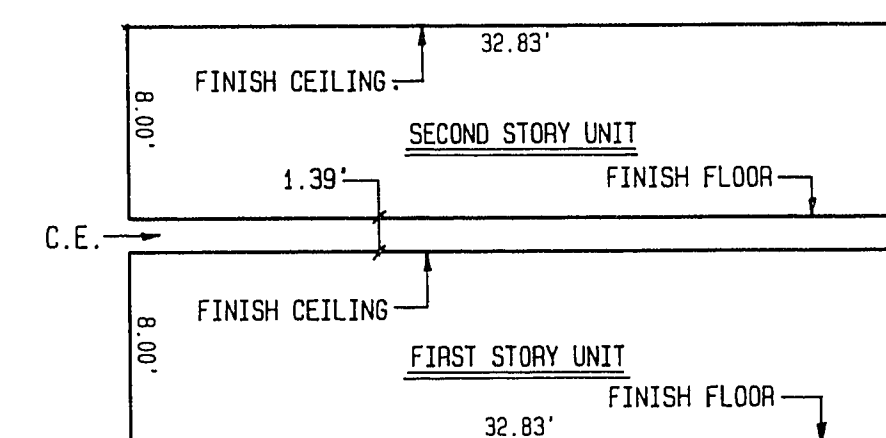 32.83'
FINISH CEILING
8.00'
SECOND STORY UNIT
1.39'
FINISH FLOOR
C.E.
FINISH CEILING
8.00'
FIRST STORY UNIT
FINISH FLOOR
32.83'